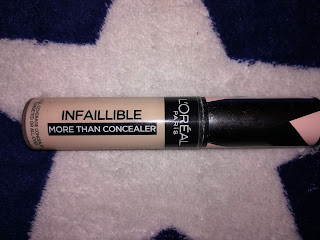 INFAILLIBLE
MORE THAN CONCEALER
L'ORÉAL
PARIS